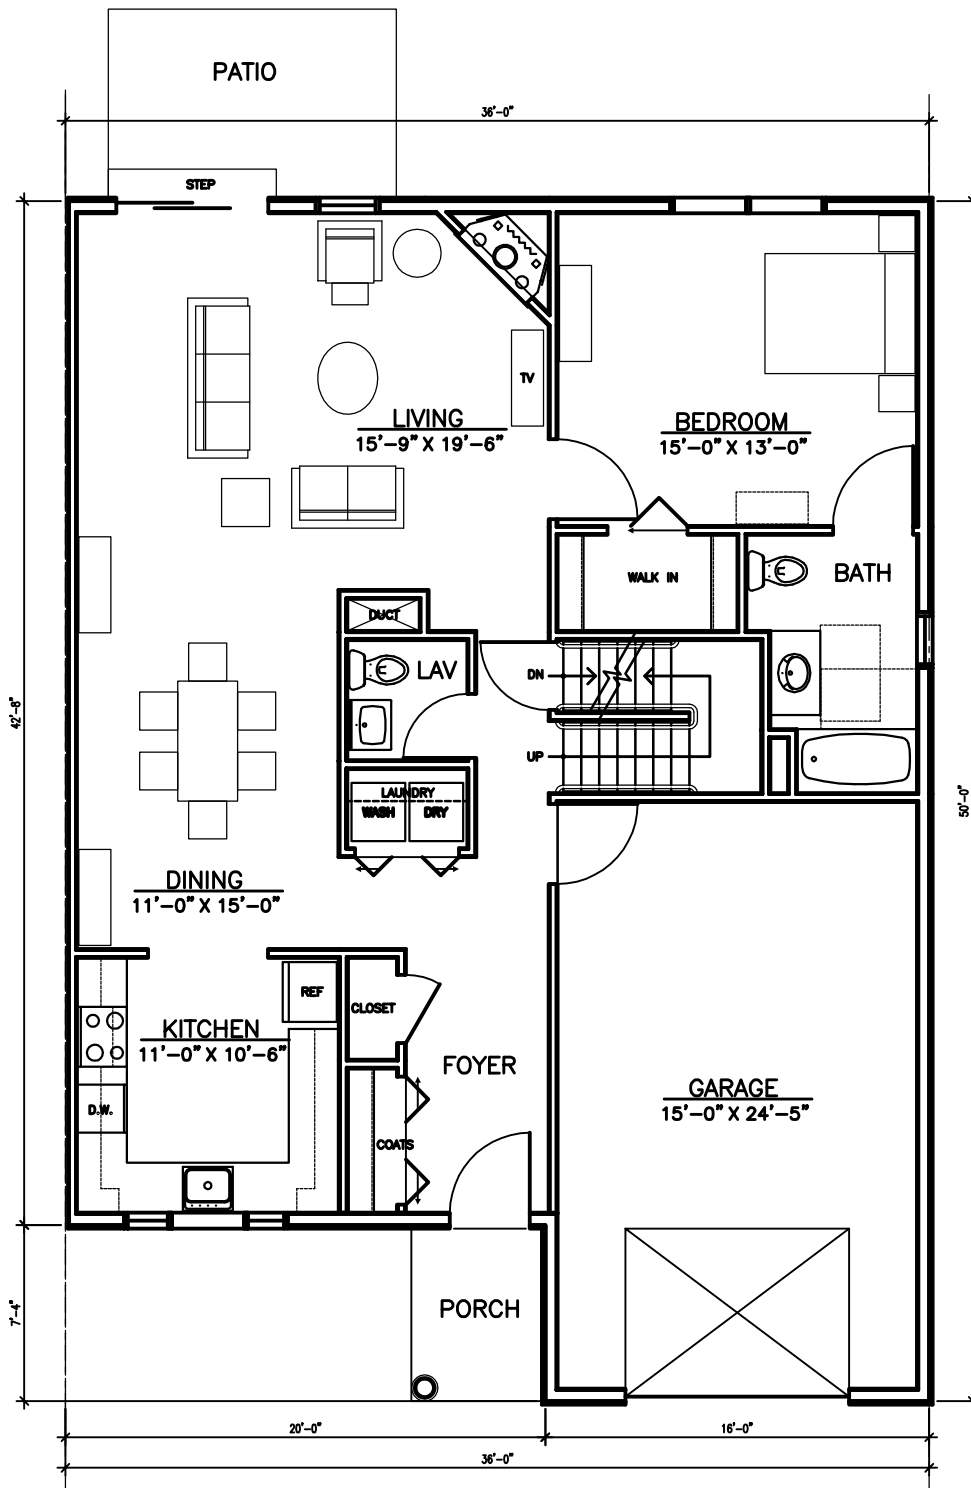 PATIO
36'-0"
STEP
TV
LIVING
15'-9" X 19'-6"
BEDROOM
15'-0" X 13'-0"
WALK IN
BATH
DUCT
LAV
DN
UP
42'-8"
50'-0"
LAUNDRY
WASH
DRY
DINING
11'-0" X 15'-0"
REF
CLOSET
KITCHEN
11'-0" X 10'-6"
D.W.
FOYER
COATS
GARAGE
15'-0" X 24'-5"
PORCH
7'-4"
20'-0"
16'-0"
36'-0"